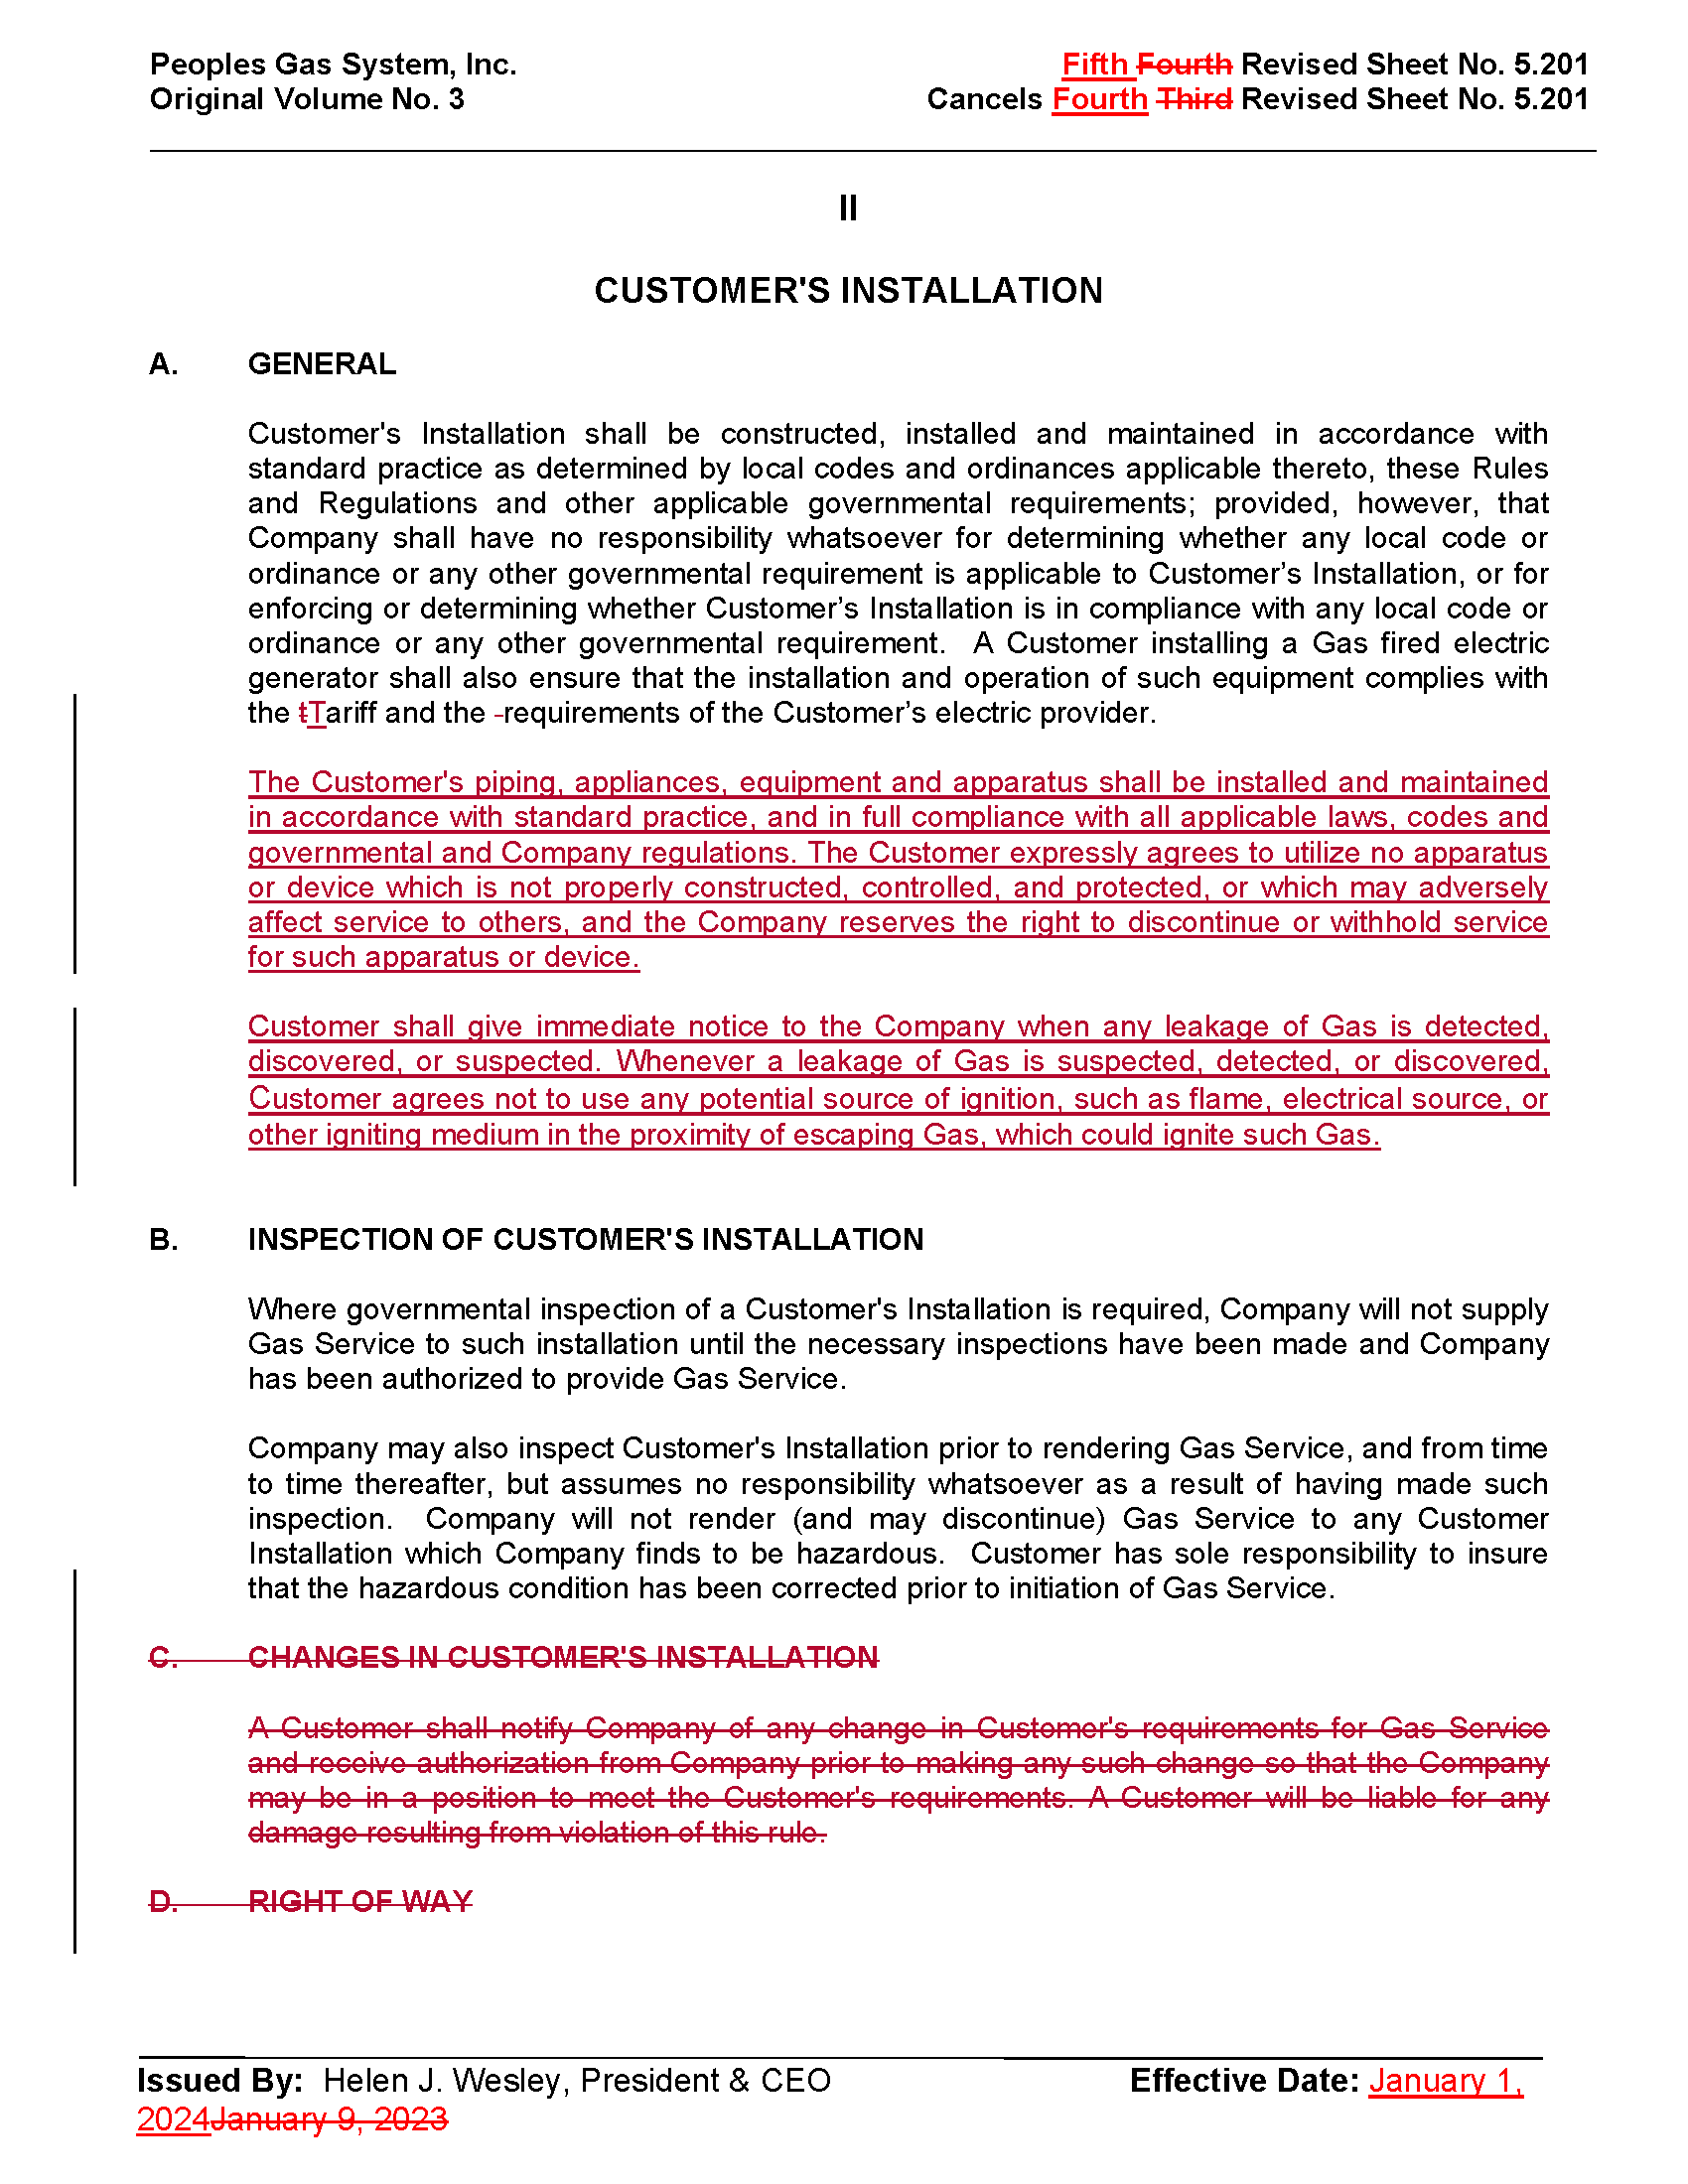 Peoples Gas System, Inc. Fifth Fourth Revised Sheet No. 5.201
Original Volume No. 3 Cancels Fourth Third Revised Sheet No. 5.201
II
CUSTOMER'S INSTALLATION
A. GENERAL
Customer's Installation shall be constructed, installed and maintained in accordance with
standard practice as determined by local codes and ordinances applicable thereto, these Rules
and Regulations and other applicable governmental requirements; provided, however, that
Company shall have no responsibility whatsoever for determining whether any local code or
ordinance or any other governmental requirement is applicable to Customer’s Installation, or for
enforcing or determining whether Customer’s Installation is in compliance with any local code or
ordinance or any other governmental requirement. A Customer installing a Gas fired electric
generator shall also ensure that the installation and operation of such equipment complies with
the tTariff and the -requirements of the Customer’s electric provider.
The Customer's piping, appliances, equipment and apparatus shall be installed and maintained
in accordance with standard practice, and in full compliance with all applicable laws, codes and
governmental and Company regulations. The Customer expressly agrees to utilize no apparatus
or device which is not properly constructed, controlled, and protected, or which may adversely
affect service to others, and the Company reserves the right to discontinue or withhold service
for such apparatus or device.
Customer shall give immediate notice to the Company when any leakage of Gas is detected,
discovered, or suspected. Whenever a leakage of Gas is suspected, detected, or discovered,
Customer agrees not to use any potential source of ignition, such as flame, electrical source, or
other igniting medium in the proximity of escaping Gas, which could ignite such Gas.
B. INSPECTION OF CUSTOMER'S INSTALLATION
Where governmental inspection of a Customer's Installation is required, Company will not supply
Gas Service to such installation until the necessary inspections have been made and Company
has been authorized to provide Gas Service.
Company may also inspect Customer's Installation prior to rendering Gas Service, and from time
to time thereafter, but assumes no responsibility whatsoever as a result of having made such
inspection. Company will not render (and may discontinue) Gas Service to any Customer
Installation which Company finds to be hazardous. Customer has sole responsibility to insure
that the hazardous condition has been corrected prior to initiation of Gas Service.
C. CHANGES IN CUSTOMER'S INSTALLATION
A Customer shall notify Company of any change in Customer's requirements for Gas Service
and receive authorization from Company prior to making any such change so that the Company
may be in a position to meet the Customer's requirements. A Customer will be liable for any
damage resulting from violation of this rule.
D. RIGHT OF WAY
Issued By: Helen J. Wesley, President & CEO Effective Date: January 1,
2024January 9, 2023